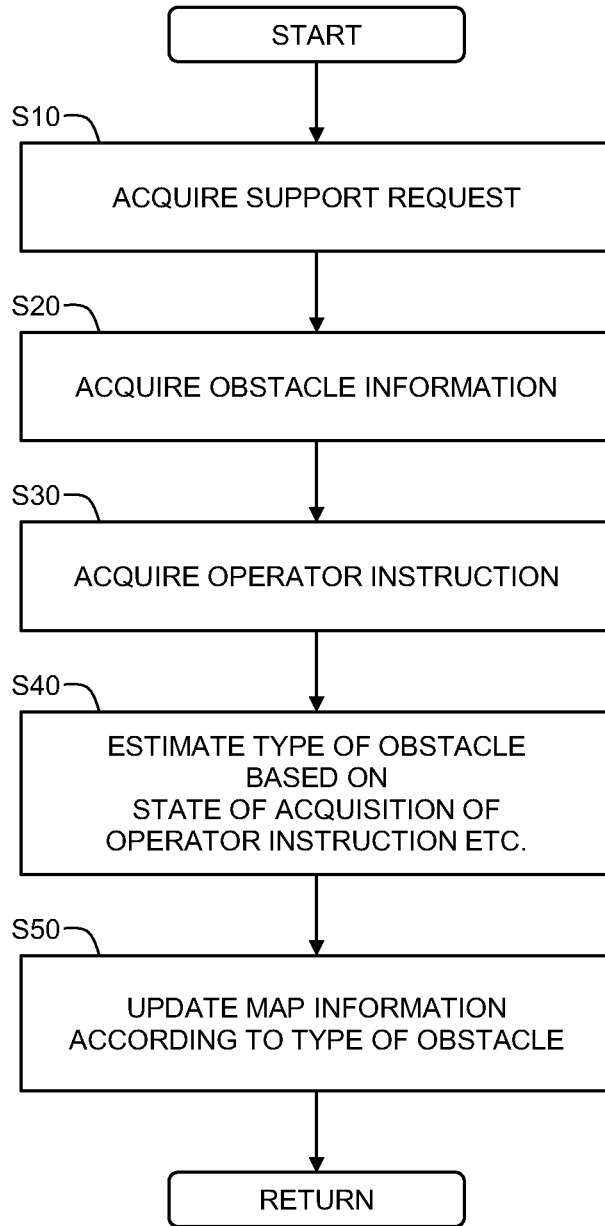 START
S10
ACQUIRE SUPPORT REQUEST
S20
ACQUIRE OBSTACLE INFORMATION
S30
ACQUIRE OPERATOR INSTRUCTION
S40
ESTIMATE TYPE OF OBSTACLE
BASED ON
STATE OF ACQUISITION OF
OPERATOR INSTRUCTION ETC.
S50
UPDATE MAP INFORMATION
ACCORDING TO TYPE OF OBSTACLE
RETURN